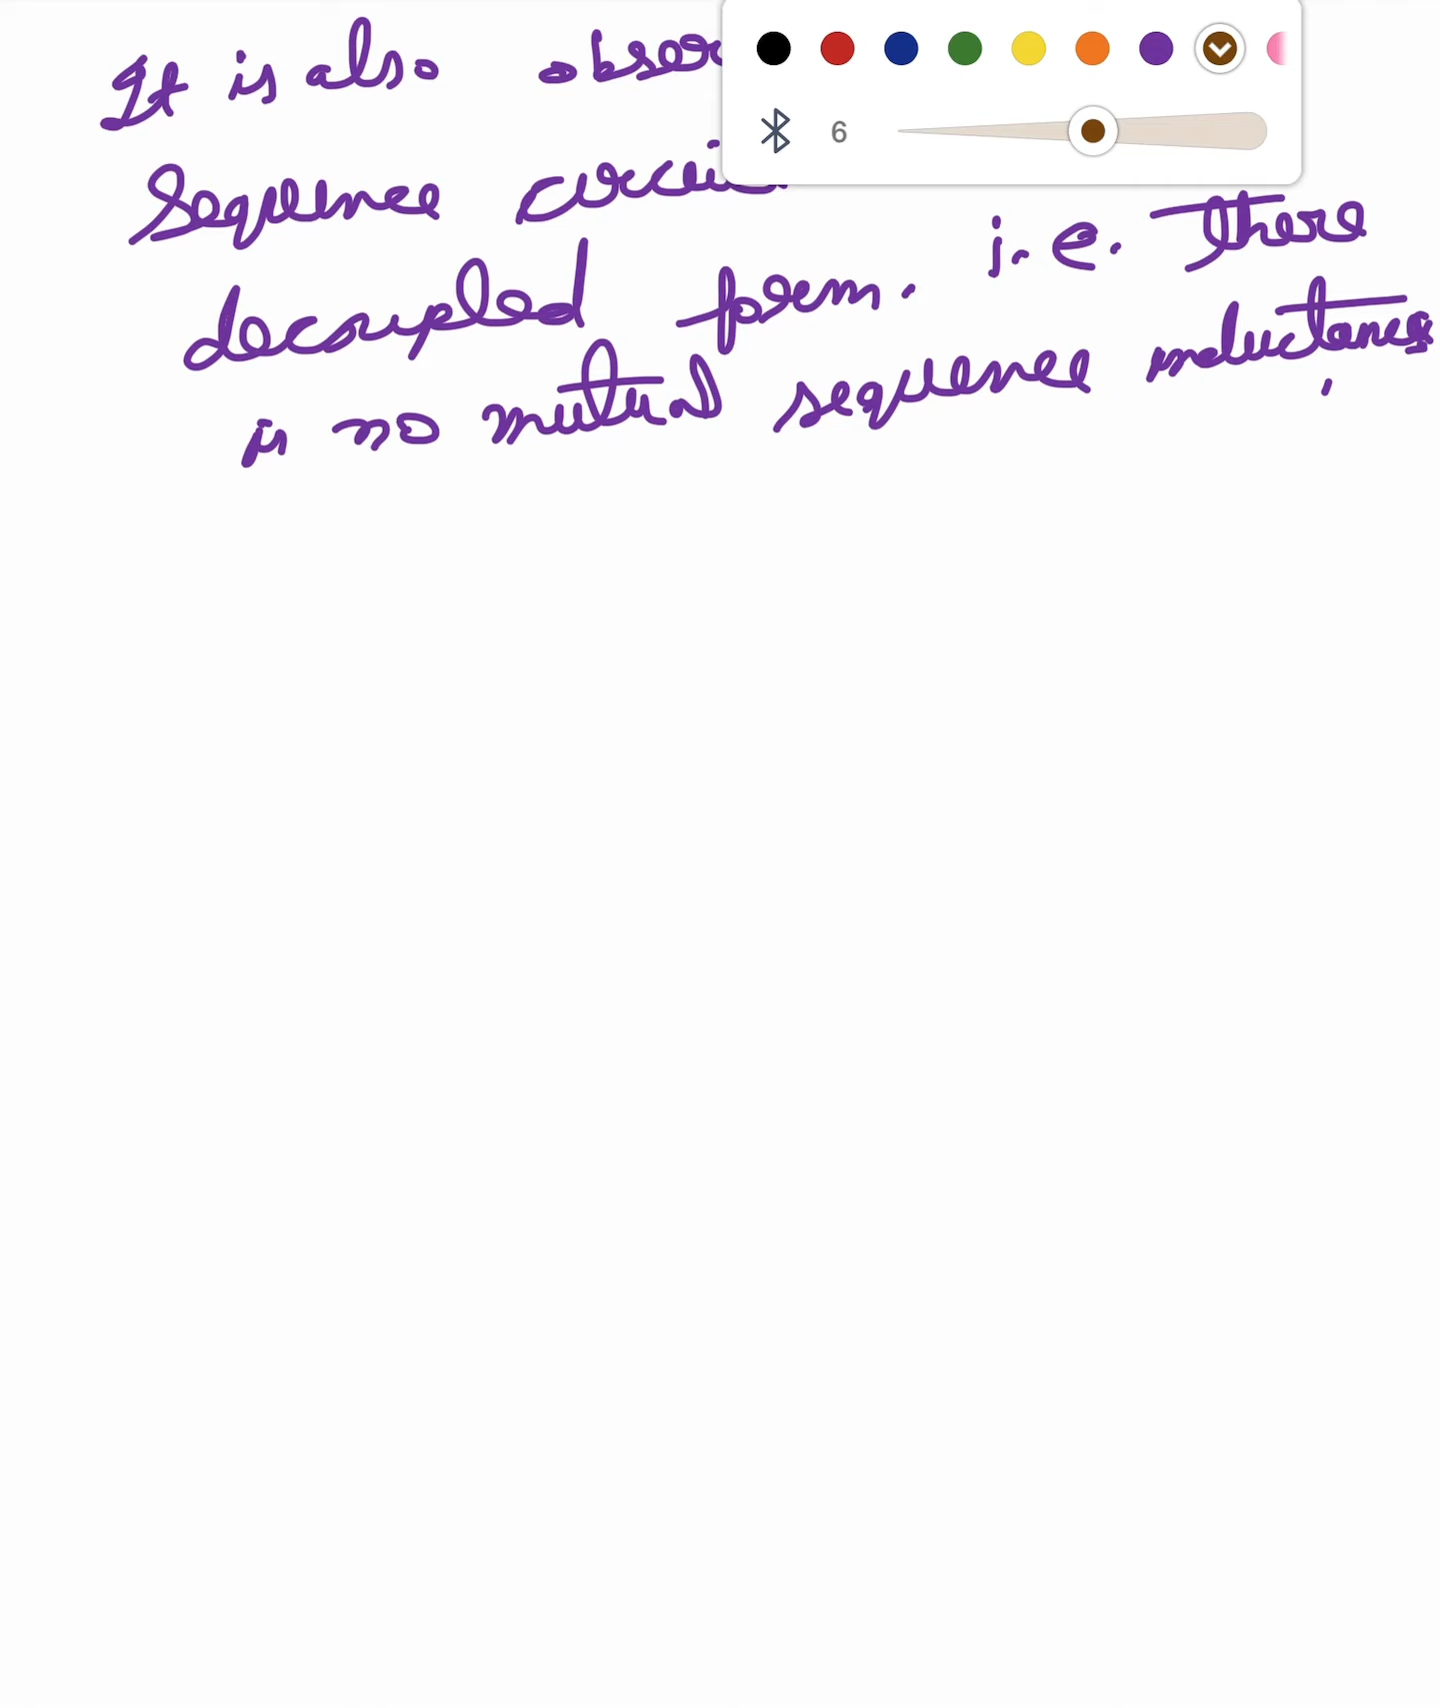 It is also
6
Sequence
decoupled form. i.e. There
is no mutual sequence inductances